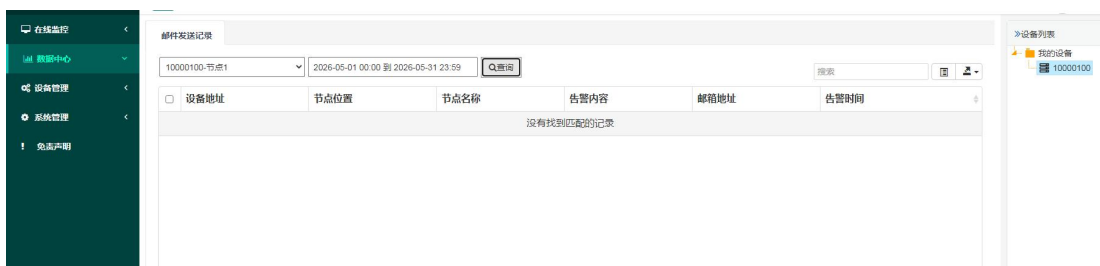 在线监控
数据中心
设备管理
系统管理
免责声明
邮件发送记录
10000100-节点1
2026-05-01 00:00 到 2026-05-31 23:59
查询
搜索
设备地址 节点位置 节点名称 告警内容 邮箱地址 告警时间
没有找到匹配的记录
»设备列表
我的设备
10000100